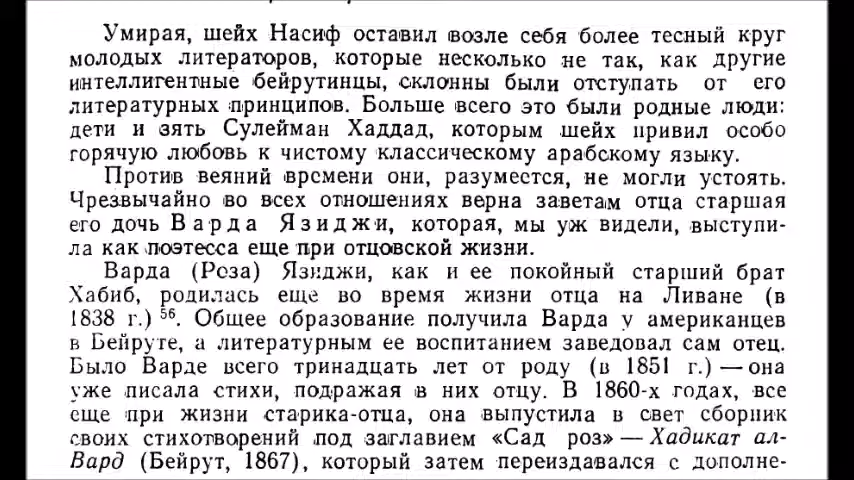 Умирая, шейх Насиф оставил возле себя более тесный круг
молодых литераторов, которые несколько не так, как другие
интеллигентные бейрутинцы, склонны были отступать от его
литературных принципов. Больше всего это были родные люди:
дети и зять Сулейман Хаддад, которым шейх привил особо
горячую любовь к чистому классическому арабскому языку.
Против веяний времени они, разумеется, не могли устоять.
Чрезвычайно во всех отношениях верна заветам отца старшая
его дочь Варда Язиджи, которая, мы уж видели, выступи-
ла как поэтесса еще при отцовской жизни.
Варда (Роза) Язиджи, как и ее покойный старший брат
Хабиб, родилась еще во время жизни отца на Ливане (в
1838 г.) 56. Общее образование получила Варда у американцев
в Бейруте, а литературным ее воспитанием заведовал сам отец.
Было Варде всего тринадцать лет от роду (в 1851 г.) — она
уже писала стихи, подражая в них отцу. В 1860-х годах, все
еще при жизни старика-отца, она выпустила в свет сборник
своих стихотворений под заглавием «Сад роз» — Хадикат ал-
Вард (Бейрут, 1867), который затем переиздавался с дополне-